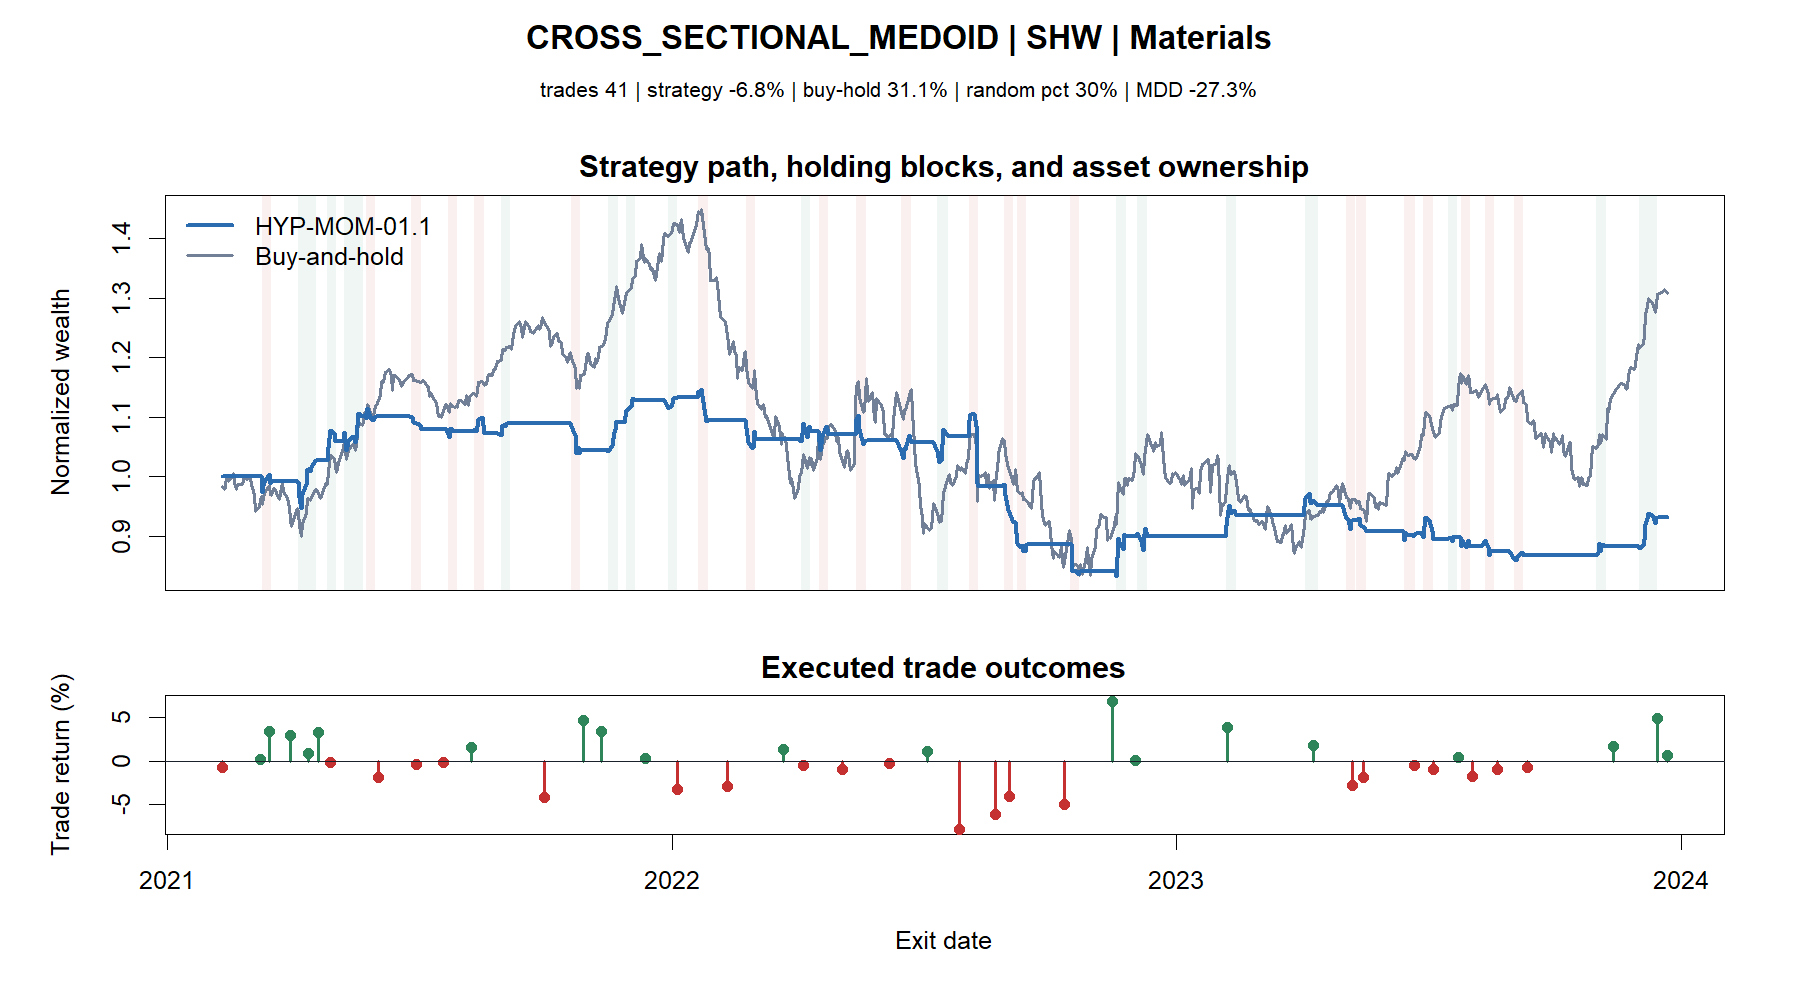 CROSS_SECTIONAL_MEDOID | SHW | Materials
trades 41 | strategy -6.8% | buy-hold 31.1% | random pct 30% | MDD -27.3%
Strategy path, holding blocks, and asset ownership
HYP-MOM-01.1
Buy-and-hold
Normalized wealth
1.4
1.3
1.2
1.1
1.0
0.9
Executed trade outcomes
Trade return (%)
5
0
-5
2021
2022
2023
2024
Exit date